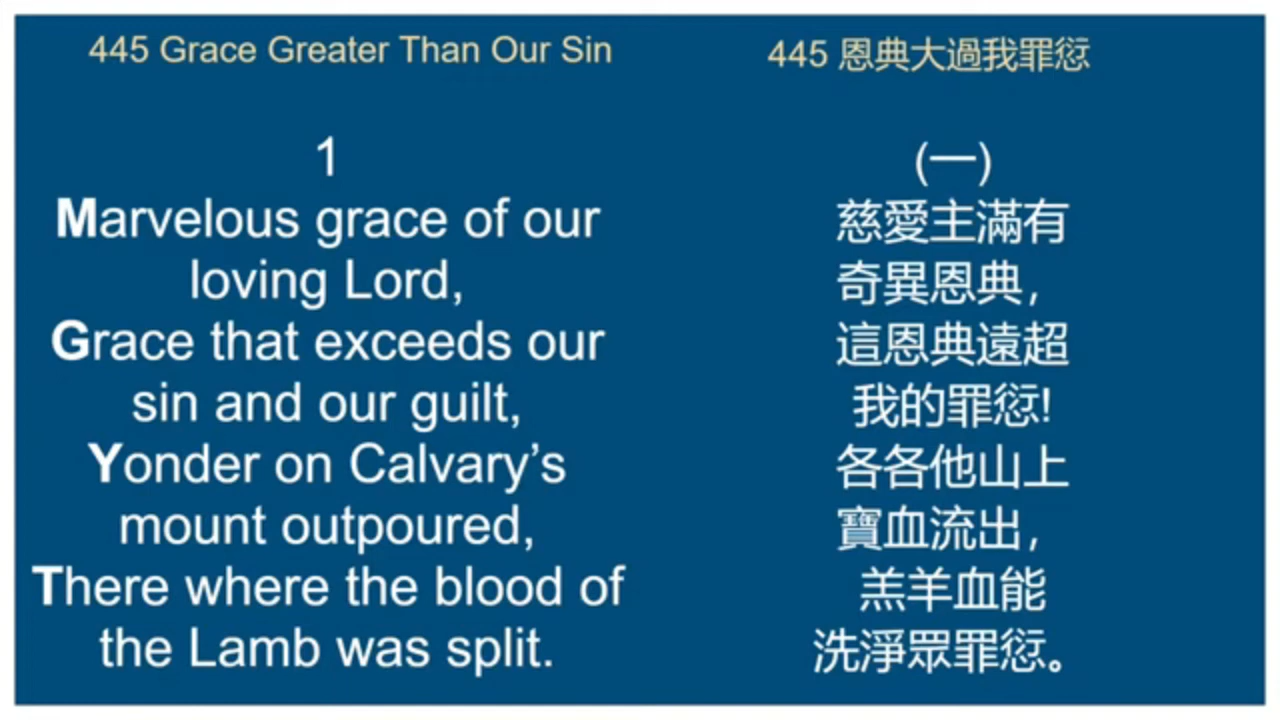 445 Grace Greater Than Our Sin
1
Marvelous grace of our
loving Lord,
Grace that exceeds our
sin and our guilt,
Yonder on Calvary’s
mount outpoured,
There where the blood of
the Lamb was split.
445 恩典大過我罪愆
(一)
慈愛主滿有
奇異恩典，
這恩典遠超
我的罪愆!
各各他山上
寶血流出，
羔羊血能
洗淨眾罪愆。